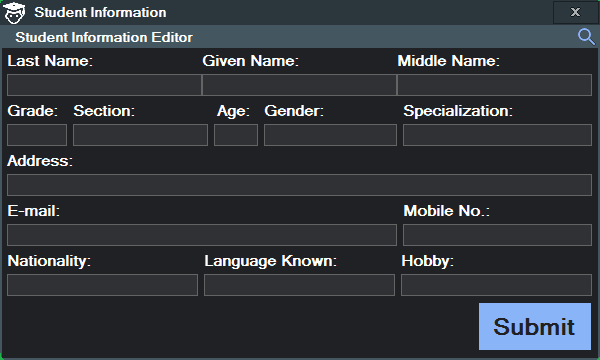 Student Information
x
Student Information Editor
Last Name: Given Name: Middle Name:
Grade: Section: Age: Gender: Specialization:
Address:
E-mail: Mobile No.:
Nationality: Language Known: Hobby:
Submit